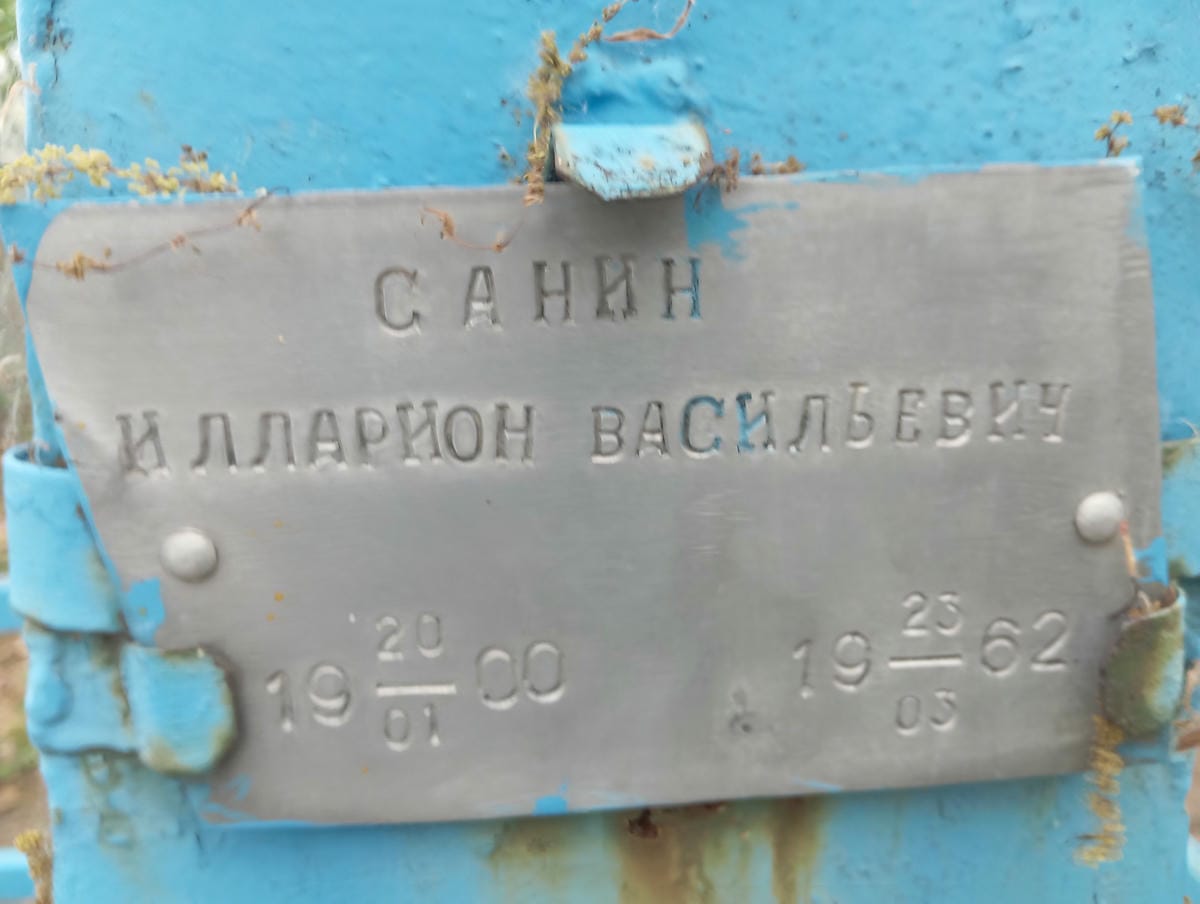 САНИН
ИЛЛАРИОН ВАСИЛЬЕВИЧ
19 20/01 00 19 23/03 62